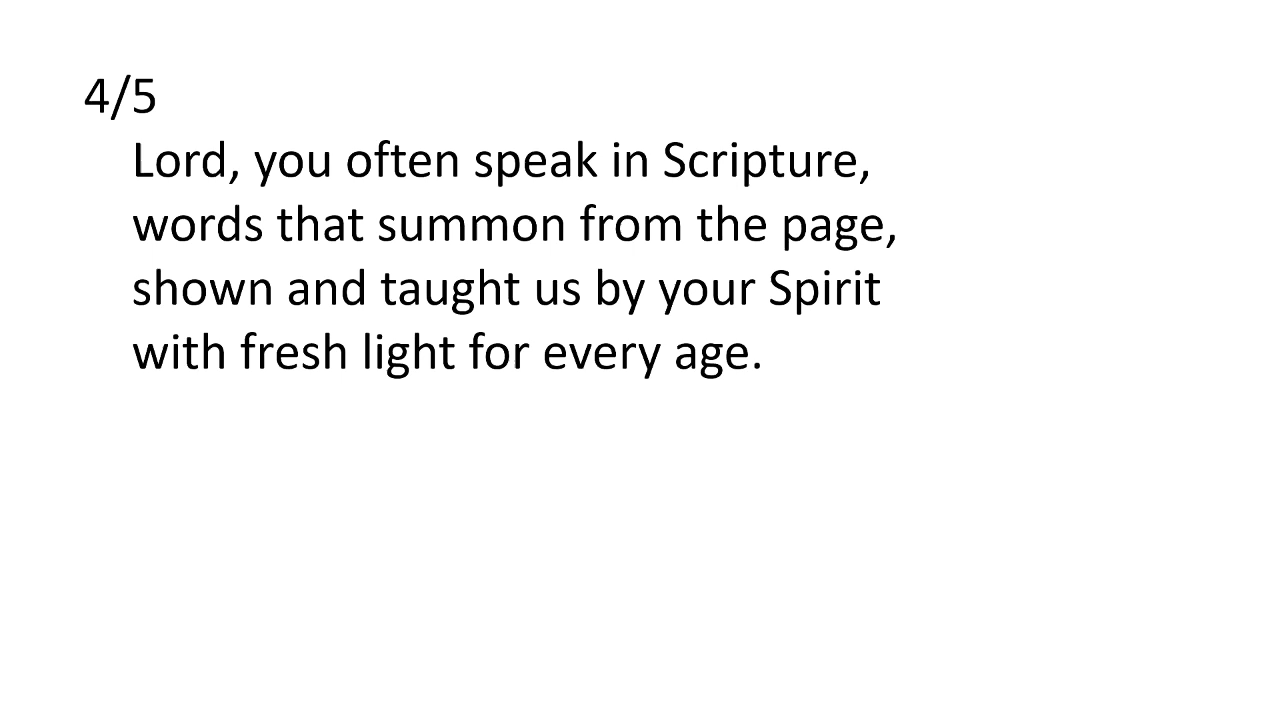 4/5
Lord, you often speak in Scripture,
words that summon from the page,
shown and taught us by your Spirit
with fresh light for every age.